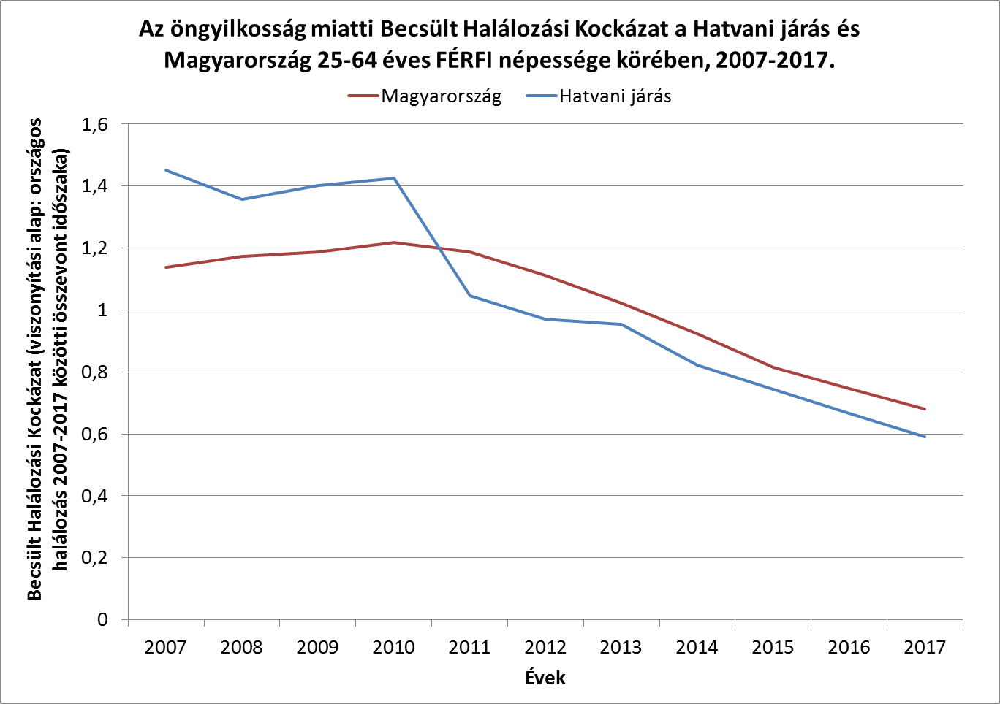 Az öngyilkosság miatti Becsült Halálozási Kockázat a Hatvani járás és
Magyarország 25-64 éves FÉRFI népessége körében, 2007-2017.
Magyarország
Hatvani járás
Becsült Halálozási Kockázat (viszonyítási alap: országos
halálozás 2007-2017 közötti összevont időszaka)
1,6
1,4
1,2
1
0,8
0,6
0,4
0,2
0
2007 2008 2009 2010 2011 2012 2013 2014 2015 2016 2017
Évek